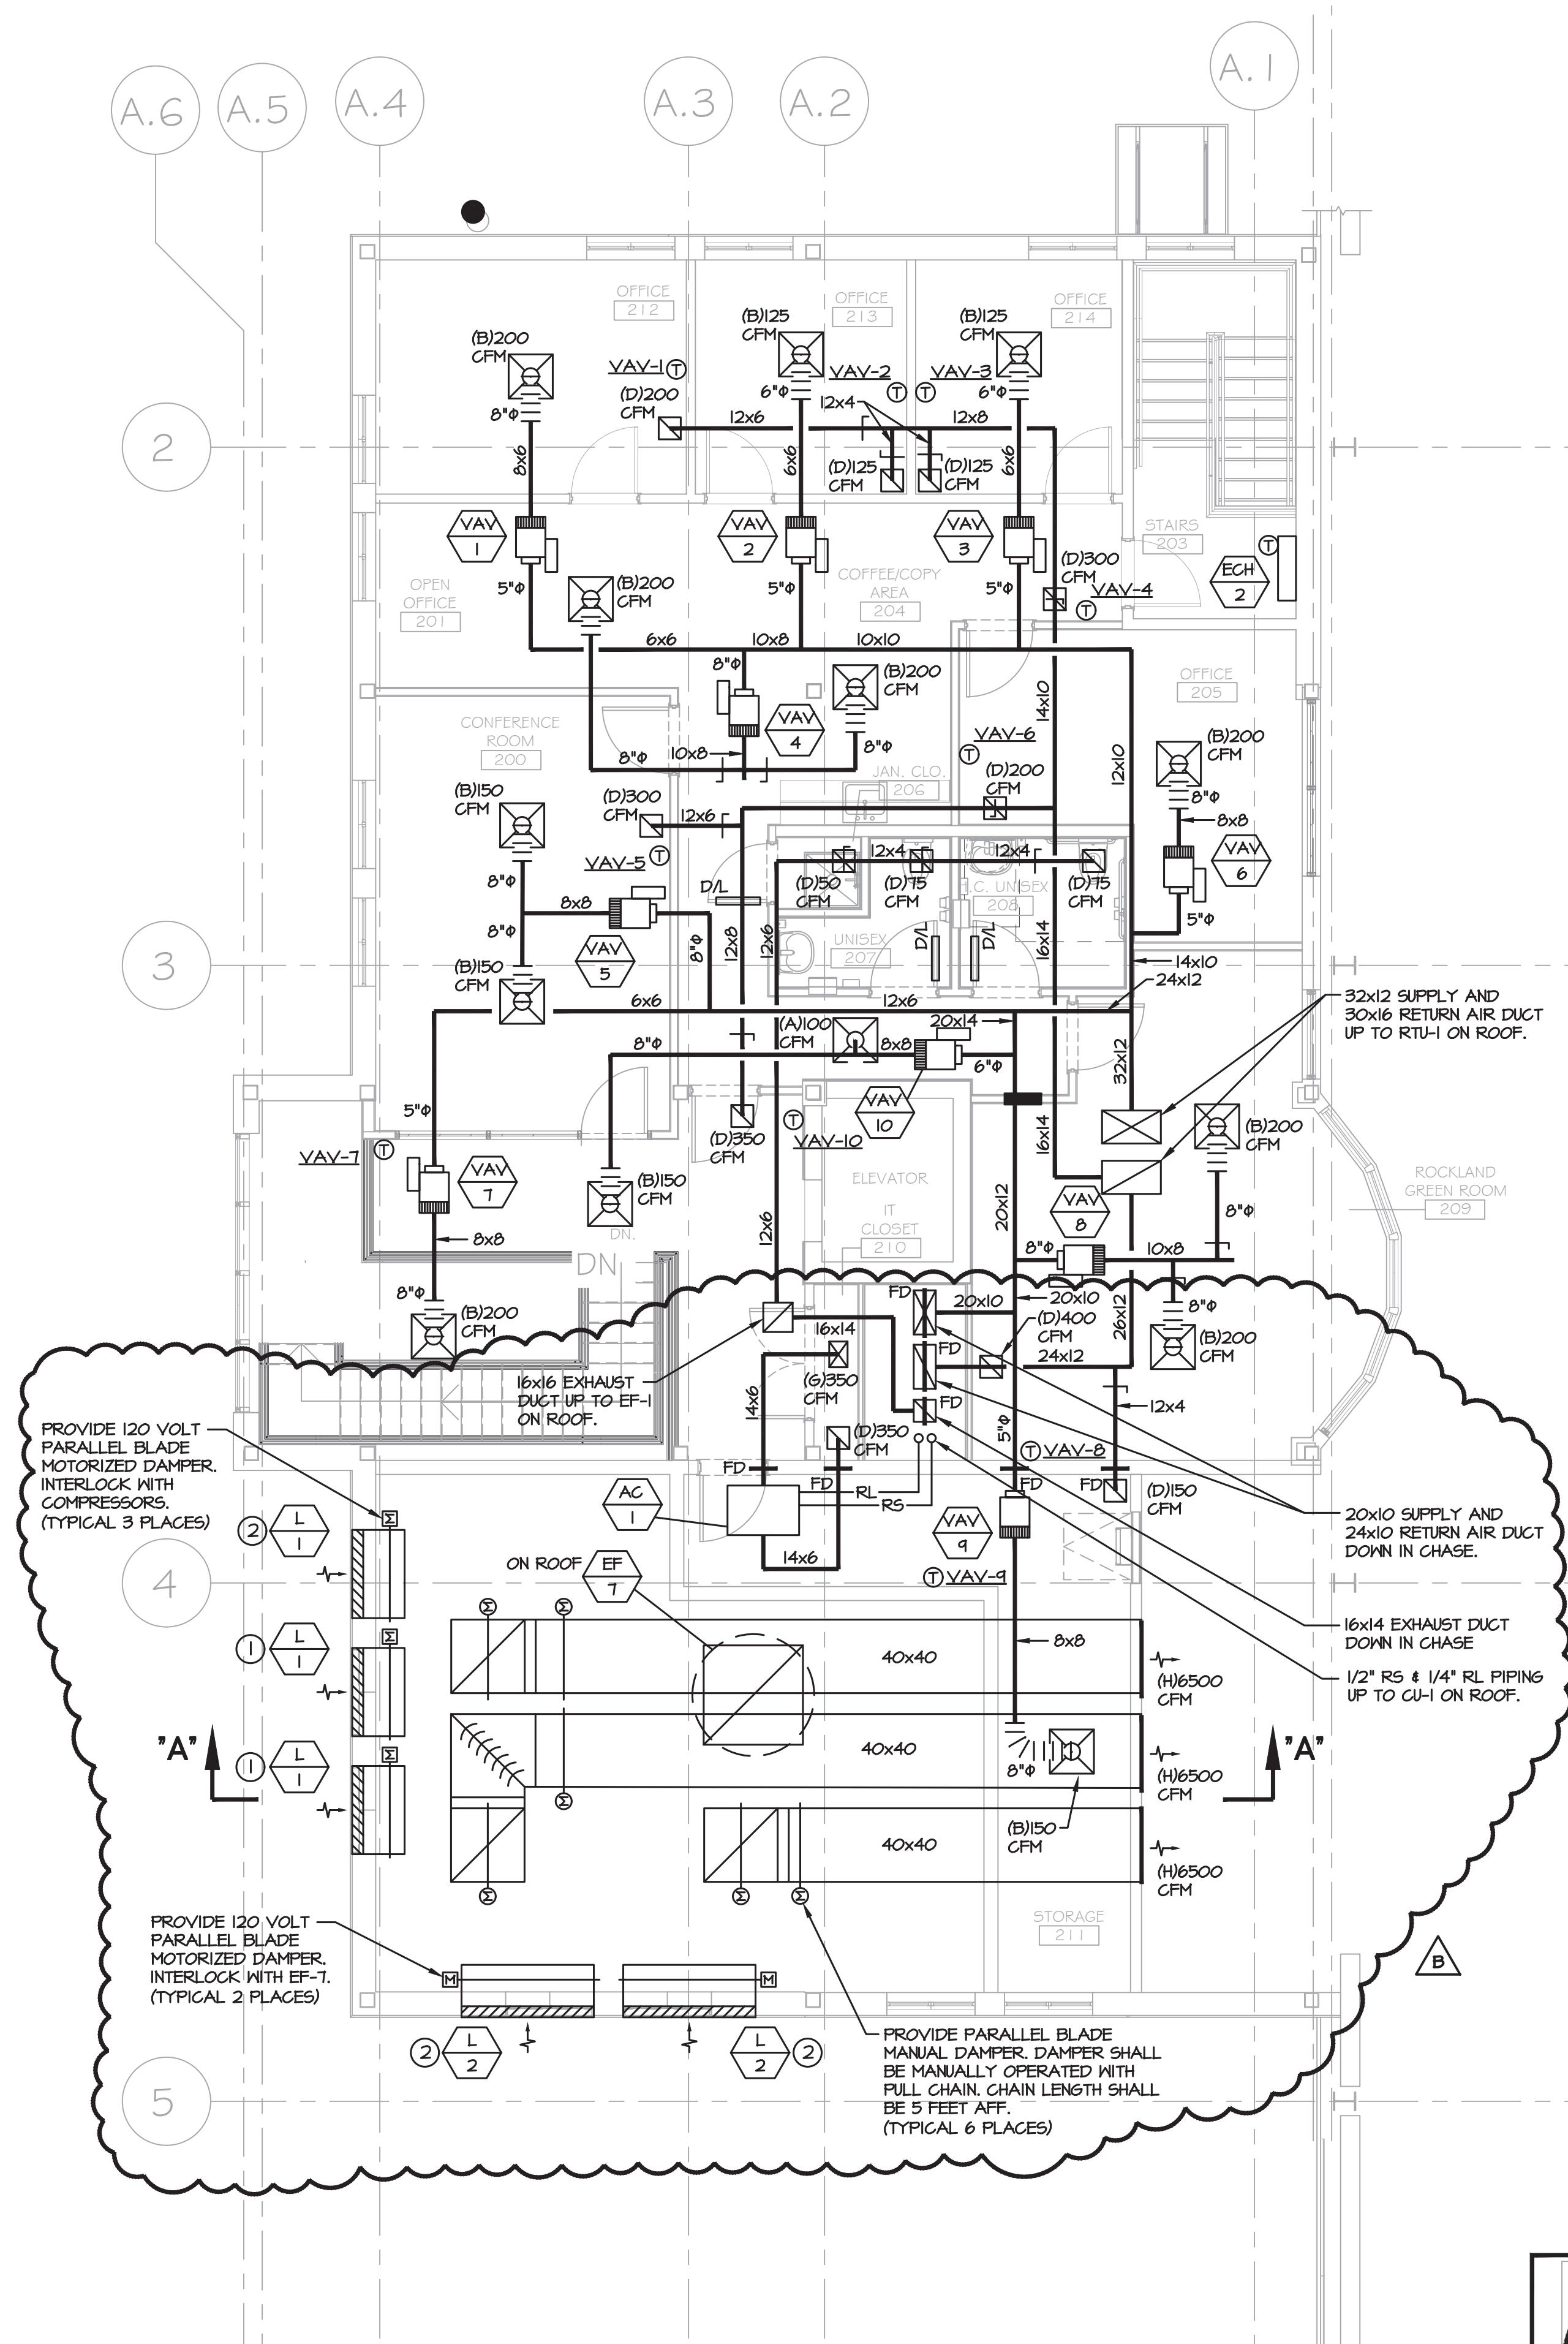 A.6
A.5
A.4
A.3
A.2
A.1
OFFICE
212
OFFICE
213
OFFICE
214
(B)200
CFM
(B)125
CFM
(B)125
CFM
VAV-1
T
VAV-2
T
VAV-3
T
8"Φ
6"Φ
6"Φ
(D)200
CFM
12x6
12x4
12x8
2
8x6
6x6
6x6
(D)125
CFM
(D)125
CFM
VAV
1
VAV
2
VAV
3
STAIRS
203
T
ECH
2
5"Φ
5"Φ
5"Φ
OPEN
OFFICE
201
(B)200
CFM
COFFEE/COPY
AREA
204
(D)300
CFM
VAV-4
T
6x6
10x8
10x10
8"Φ
(B)200
CFM
OFFICE
205
14x10
CONFERENCE
ROOM
200
VAV
4
8"Φ
10x8
8"Φ
VAV-6
T
(D)200
CFM
12x10
(B)200
CFM
8"Φ
JAN. CLO.
206
(B)150
CFM
(D)300
CFM
12x6
8x8
VAV-5
T
12x4
12x4
VAV
6
8"Φ
D/L
(D)50
CFM
(D)75
CFM
H.C. UNISEX
208
(D)75
CFM
8x8
5"Φ
8"Φ
VAV
5
8"Φ
12x8
12x6
UNISEX
207
D/L
D/L
16x14
3
(B)150
CFM
14x10
24x12
6x6
12x6
32x12 SUPPLY AND
30x16 RETURN AIR DUCT
UP TO RTU-1 ON ROOF.
(A)100
CFM
20x14
8"Φ
8x8
6"Φ
32x12
5"Φ
VAV
10
(D)350
CFM
T
VAV-10
16x14
(B)200
CFM
VAV-7
T
VAV
7
(B)150
CFM
ELEVATOR
IT
CLOSET
210
ROCKLAND
GREEN ROOM
209
VAV
8
20x12
8"Φ
12x6
8x8
DN.
DN
8"Φ
10x8
8"Φ
(B)200
CFM
FD
20x10
20x10
26x12
8"Φ
(D)400
CFM
(B)200
CFM
16x14
FD
24x12
16x16 EXHAUST
DUCT UP TO EF-1
ON ROOF.
14x6
(G)350
CFM
FD
12x4
5"Φ
(D)350
CFM
T
VAV-8
PROVIDE 120 VOLT
PARALLEL BLADE
MOTORIZED DAMPER.
INTERLOCK WITH
COMPRESSORS.
(TYPICAL 3 PLACES)
FD
FD
FD
(D)150
CFM
RL
RS
AC
1
20x10 SUPPLY AND
24x10 RETURN AIR DUCT
DOWN IN CHASE.
2
L
1
M
VAV
9
14x6
ON ROOF
EF
7
T
VAV-9
4
16x14 EXHAUST DUCT
DOWN IN CHASE
1
L
1
M
M
M
40x40
8x8
(H)6500
CFM
1/2" RS & 1/4" RL PIPING
UP TO CU-1 ON ROOF.
"A"
"A"
1
L
1
M
40x40
8"Φ
(H)6500
CFM
M
(B)150
CFM
40x40
(H)6500
CFM
M
M
M
PROVIDE 120 VOLT
PARALLEL BLADE
MOTORIZED DAMPER.
INTERLOCK WITH EF-7.
(TYPICAL 2 PLACES)
STORAGE
211
B
M
M
2
L
2
L
2
2
PROVIDE PARALLEL BLADE
MANUAL DAMPER. DAMPER SHALL
BE MANUALLY OPERATED WITH
PULL CHAIN. CHAIN LENGTH SHALL
BE 5 FEET AFF.
(TYPICAL 6 PLACES)
5